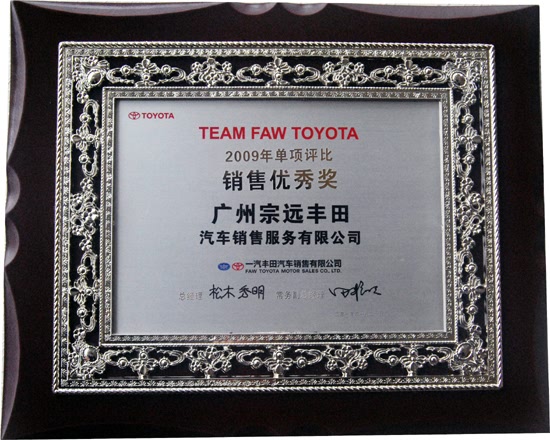 TOYOTA
TEAM FAW TOYOTA
2009年单项评比
销售优秀奖
广州宗远丰田
汽车销售服务有限公司
一汽丰田汽车销售有限公司
FAW TOYOTA MOTOR SALES CO., LTD.
总经理 松木秀明 常务副